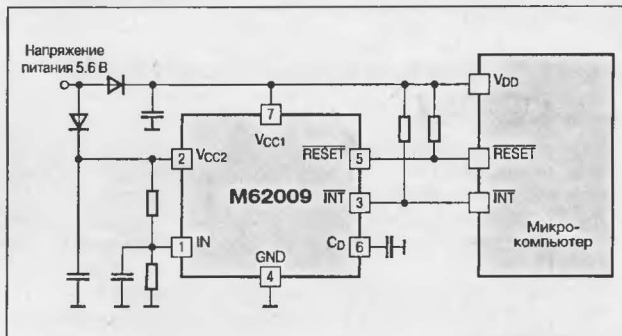 Напряжение
питания 5.6 В
7
VCC1
VDD
2
VCC2
RESET
5
RESET
M62009
INT
3
INT
1
IN
GND
4
CD
6
Микро-
компьютер